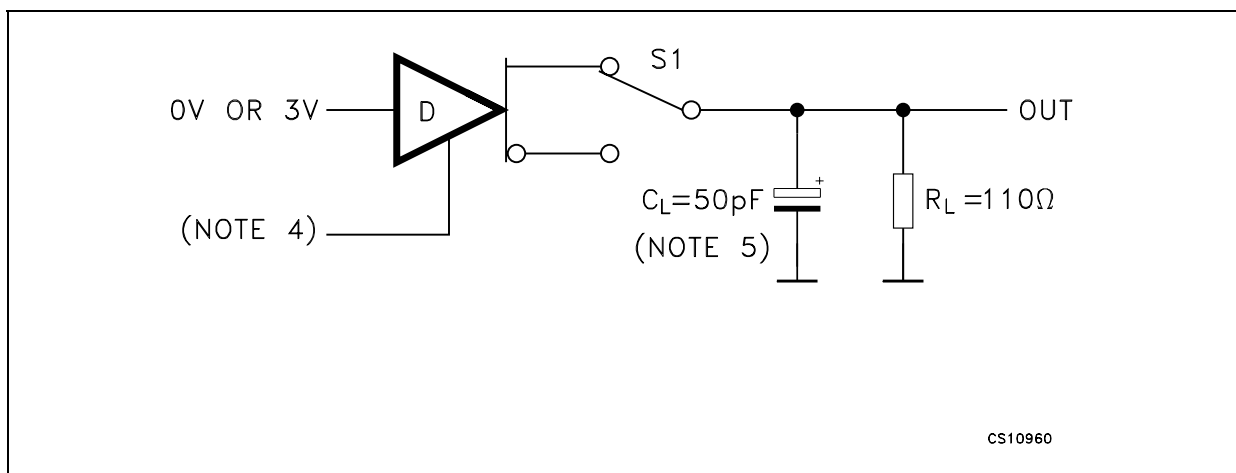 S1
0V OR 3V
D
OUT
C_L=50pF
+
R_L=110Ω
(NOTE 4)
(NOTE 5)
CS10960